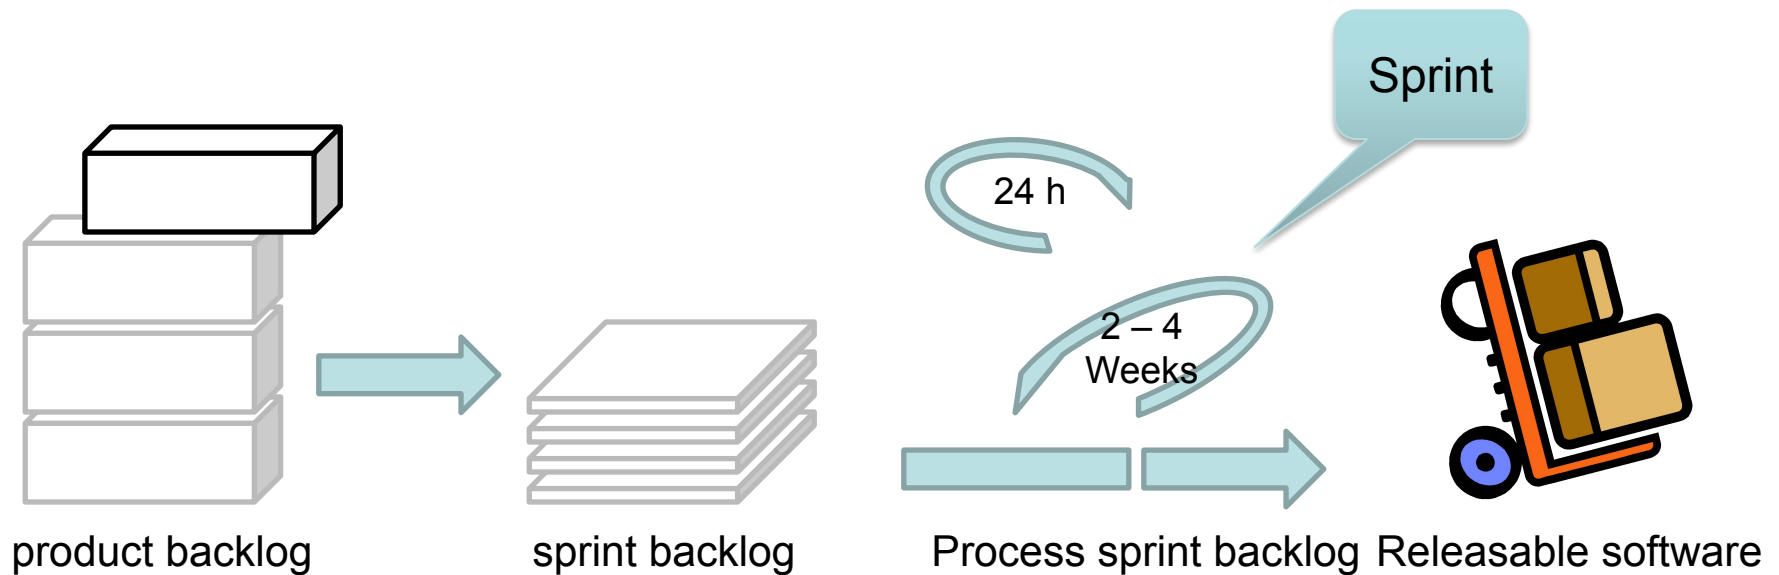 Sprint
24 h
2 – 4
Weeks
product backlog
sprint backlog
Process sprint backlog
Releasable software